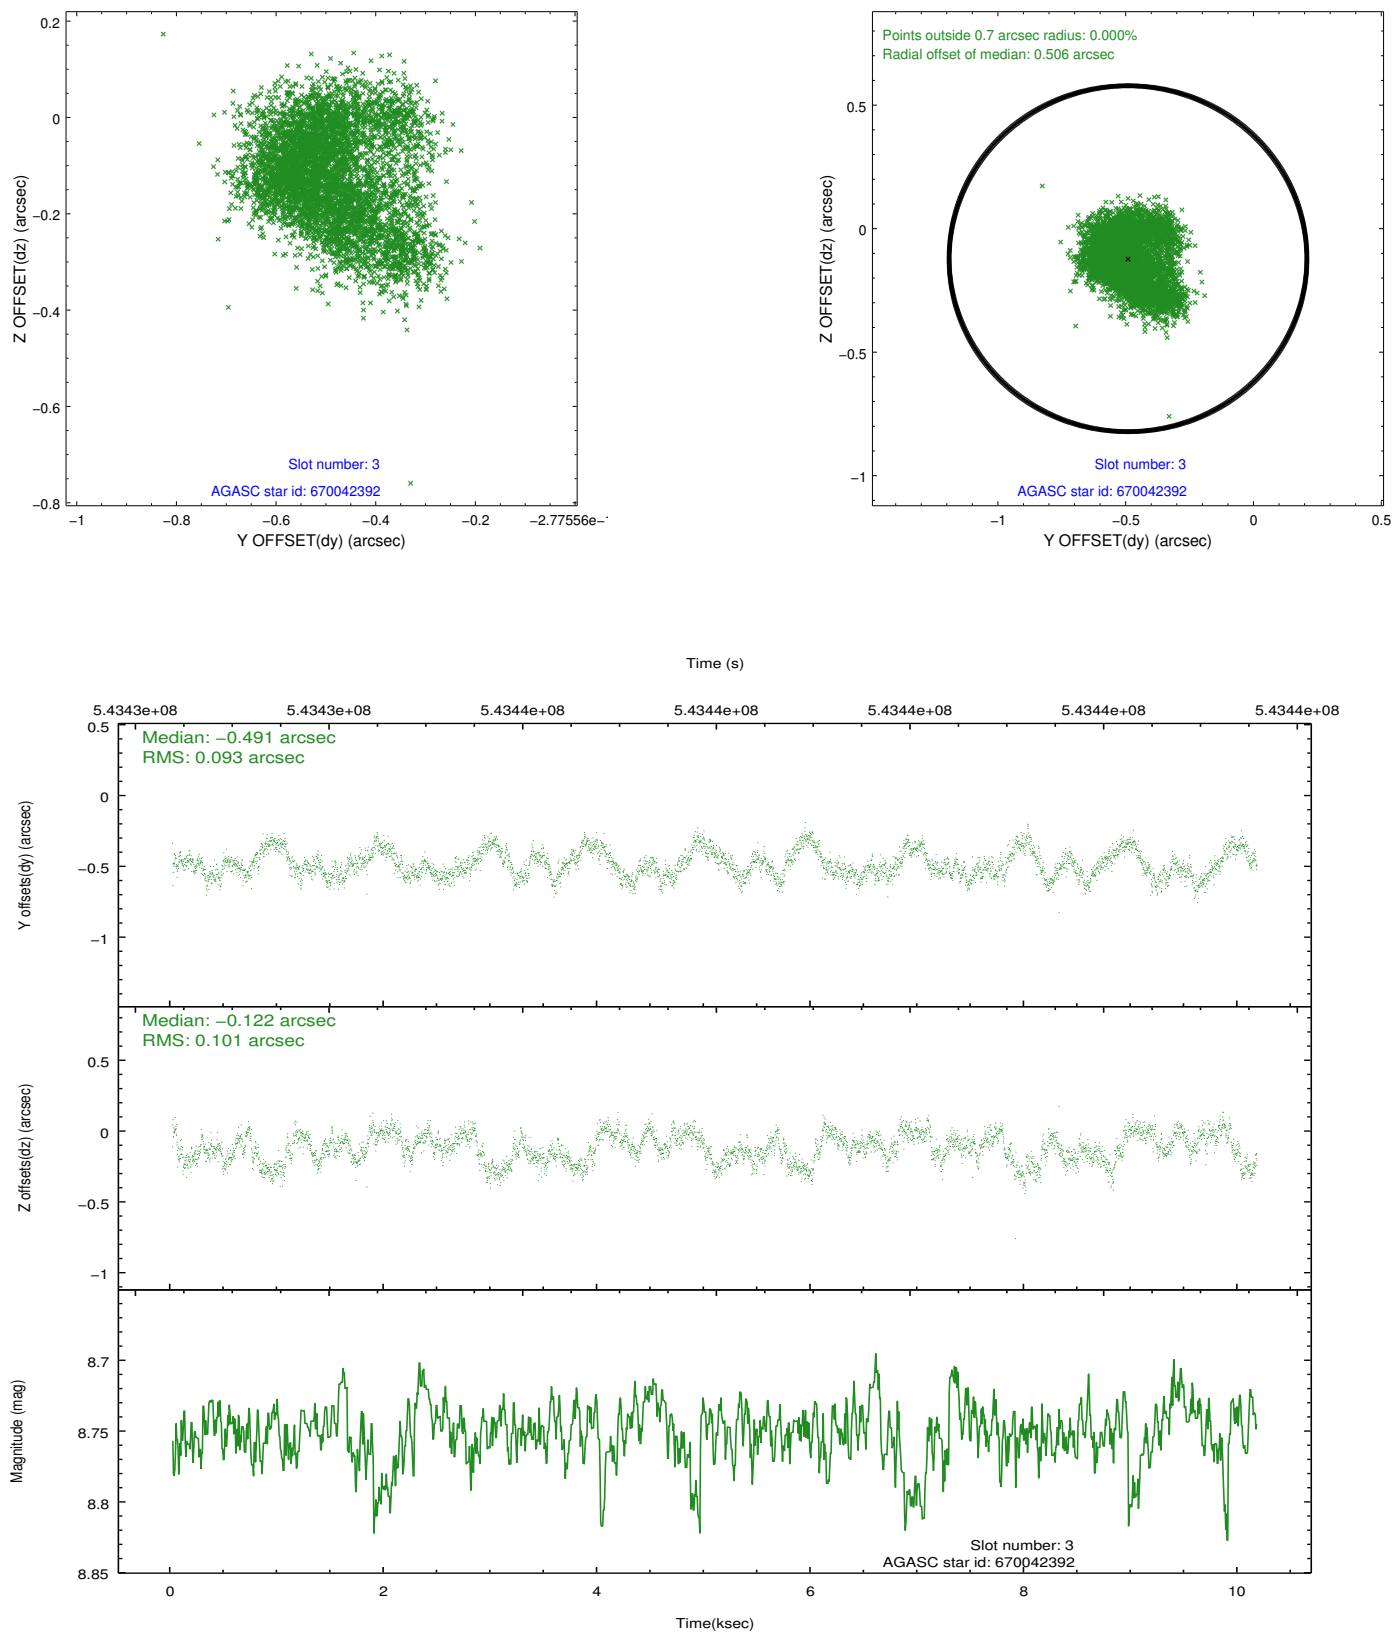 0.2
0
−0.2
−0.4
−0.6
−0.8
Z OFFSET(dz) (arcsec)
Slot number: 3
AGASC star id: 670042392
−1
−0.8
−0.6
−0.4
−0.2
−2.77556e−
Y OFFSET(dy) (arcsec)
Points outside 0.7 arcsec radius: 0.000%
Radial offset of median: 0.506 arcsec
0.5
0
−0.5
−1
Z OFFSET(dz) (arcsec)
Slot number: 3
AGASC star id: 670042392
−1
−0.5
0
0.5
Y OFFSET(dy) (arcsec)
Time (s)
5.4343e+08
5.4343e+08
5.4344e+08
5.4344e+08
5.4344e+08
5.4344e+08
5.4344e+08
0.5
0
−0.5
−1
Y offsets(dy) (arcsec)
Median: −0.491 arcsec
RMS: 0.093 arcsec
0.5
0
−0.5
−1
Z offsets(dz) (arcsec)
Median: −0.122 arcsec
RMS: 0.101 arcsec
8.7
8.75
8.8
8.85
Magnitude (mag)
Slot number: 3
AGASC star id: 670042392
0
2
4
6
8
10
Time(ksec)